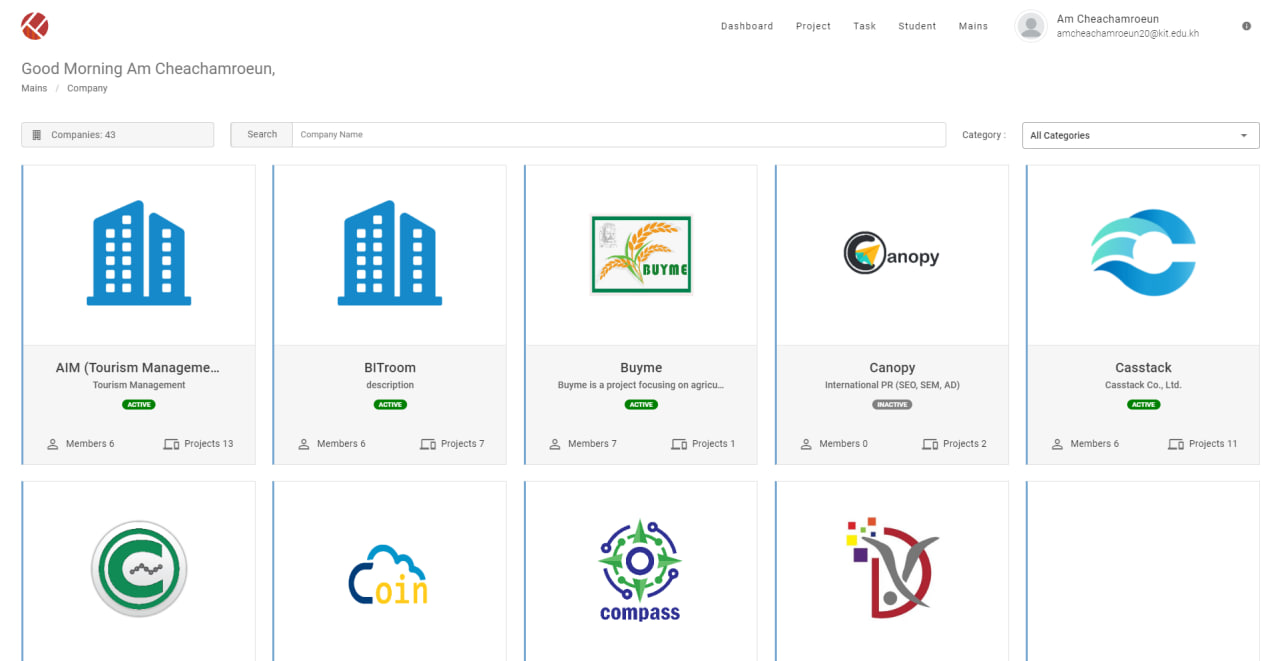 Dashboard Project Task Student Mains Am Cheachamroeun
amcheachamroeun20@kit.edu.kh
Good Morning Am Cheachamroeun,
Mains / Company
Companies: 43 Search Company Name Category : All Categories
BUYME
Canopy
AIM (Tourism Manageme...
Tourism Management
ACTIVE
Members 6 Projects 13
BITroom
description
ACTIVE
Members 6 Projects 7
Buyme
Buyme is a project focusing on agricu...
ACTIVE
Members 7 Projects 1
Canopy
International PR (SEO, SEM, AD)
INACTIVE
Members 0 Projects 2
Casstack
Casstack Co., Ltd.
ACTIVE
Members 6 Projects 11
Coin
compass